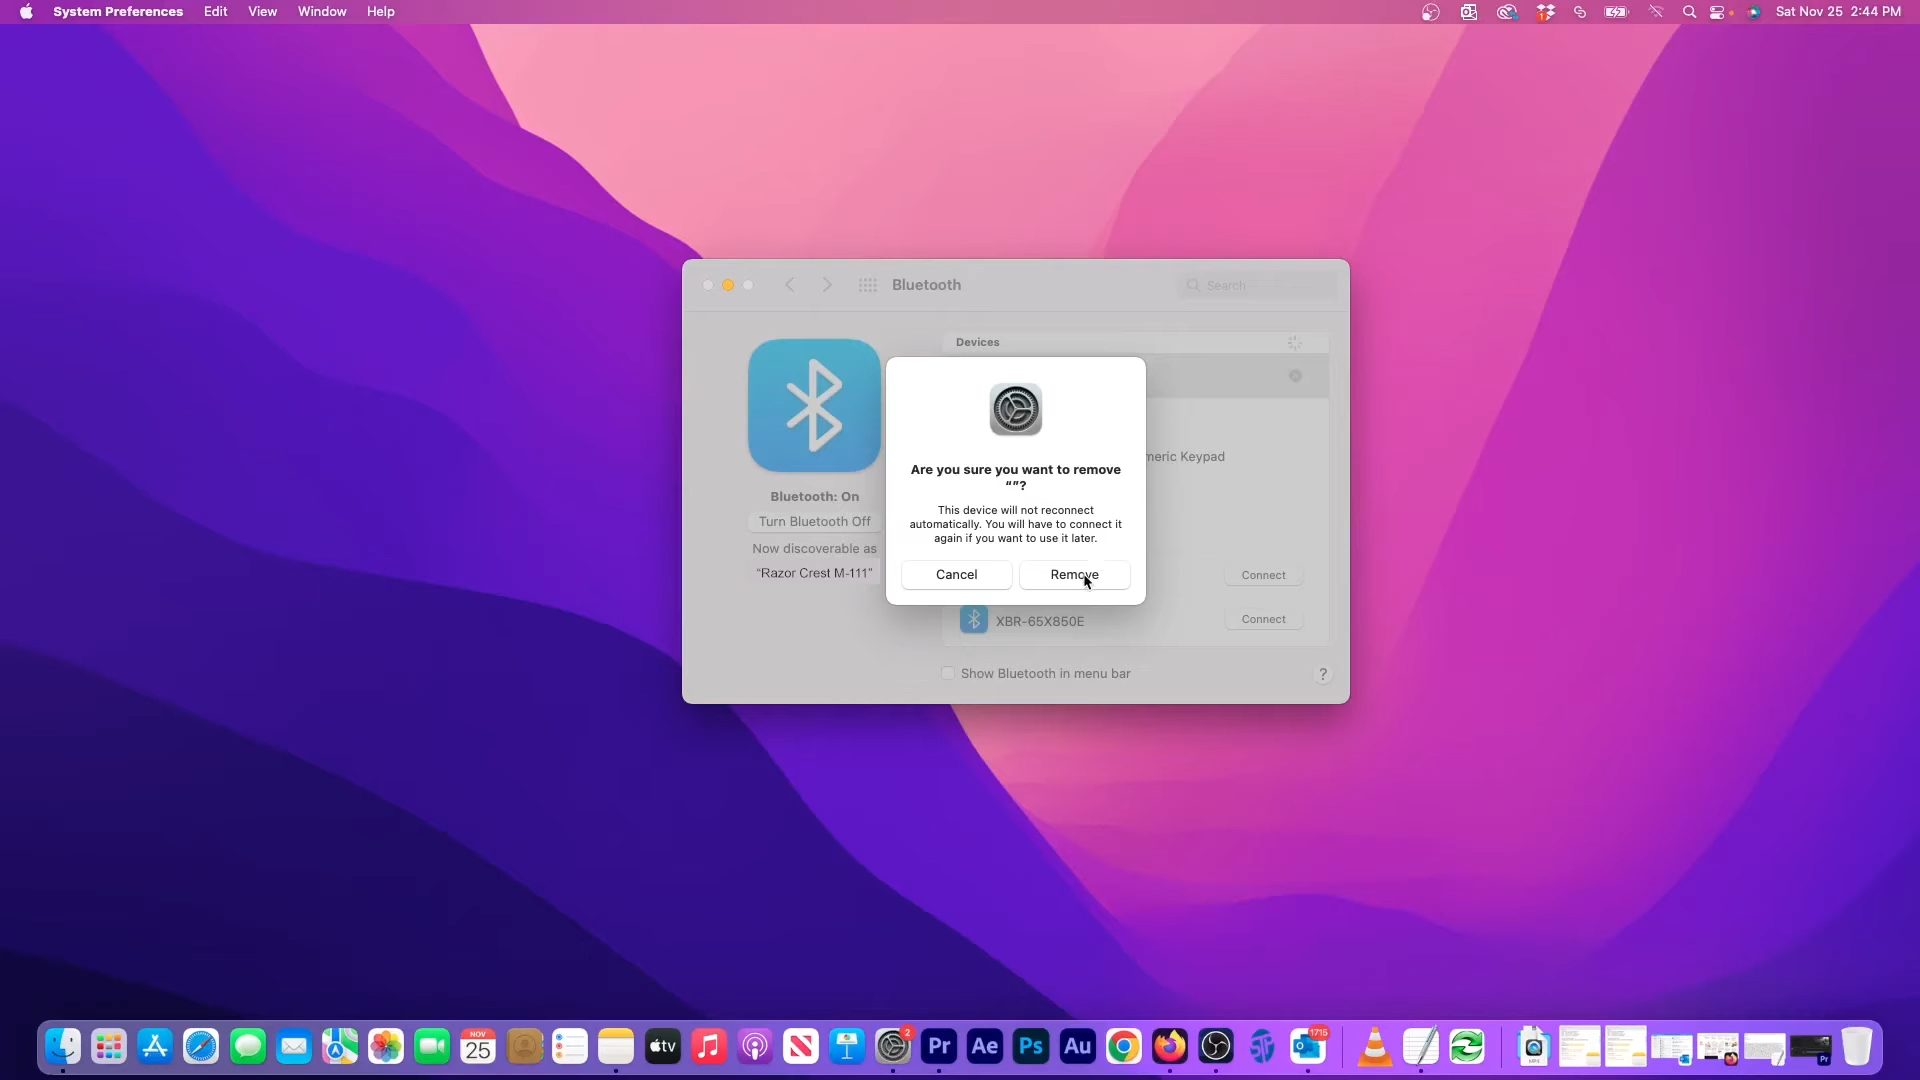 System Preferences Edit View Window Help Sat Nov 25 2:44 PM
Bluetooth
Search
Devices
Are you sure you want to remove
“”?
This device will not reconnect
automatically. You will have to connect it
again if you want to use it later.
Cancel Remove
meric Keypad
Bluetooth: On
Turn Bluetooth Off
Now discoverable as
“Razor Crest M-111”
Connect
XBR-65X850E Connect
Show Bluetooth in menu bar ?
NOV
25
tv
2
Pr
Ae
Ps
Au
1715